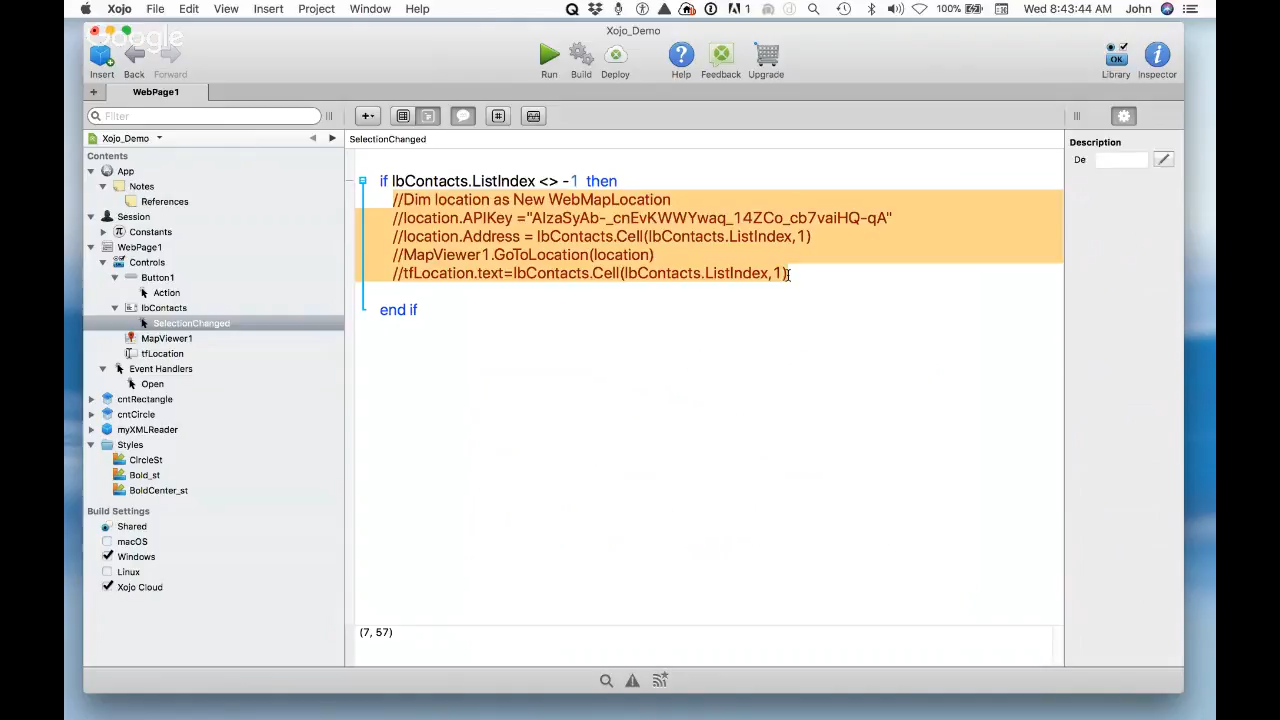 Xojo File Edit View Insert Project Window Help
1 100% Wed 8:43:44 AM John
Google
Xojo_Demo
Insert Back Forward Run Build Deploy Help Feedback Upgrade OK Library Inspector
WebPage1
Filter
Xojo_Demo
SelectionChanged
Description
De
Contents
App
Notes
References
Session
Constants
WebPage1
Controls
Button1
Action
lbContacts
SelectionChanged
MapViewer1
tfLocation
Event Handlers
Open
cntRectangle
cntCircle
myXMLReader
Styles
CircleSt
Bold_st
BoldCenter_st
Build Settings
Shared
macOS
Windows
Linux
Xojo Cloud
if lbContacts.ListIndex <> -1 then
//Dim location as New WebMapLocation
//location.APIKey ="AIzaSyAb-_cnEvKWWYwaq_14ZCo_cb7vaiHQ-qA"
//location.Address = lbContacts.Cell(lbContacts.ListIndex,1)
//MapViewer1.GoToLocation(location)
//tfLocation.text=lbContacts.Cell(lbContacts.ListIndex,1)
end if
(7, 57)